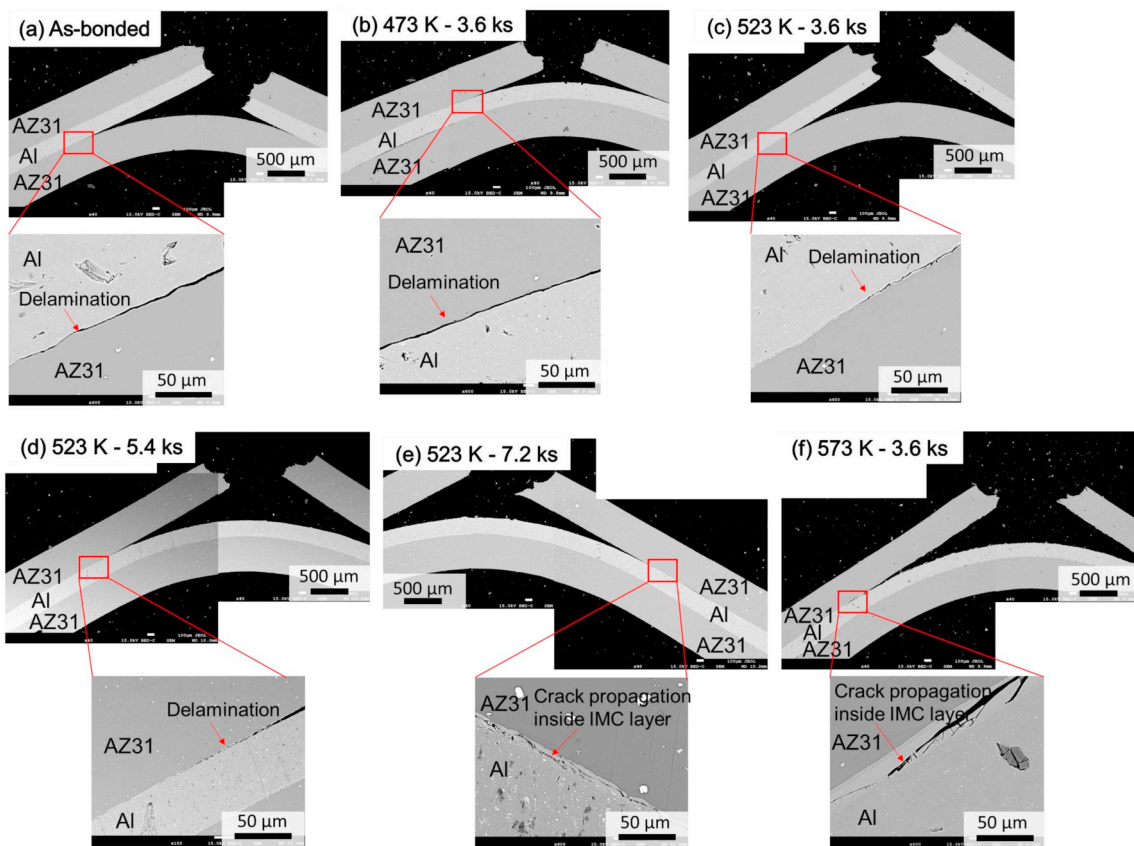 (a) As-bonded
AZ31
Al
AZ31
500 µm
Al
Delamination
AZ31
50 µm
(b) 473 K - 3.6 ks
AZ31
Al
AZ31
500 µm
AZ31
Delamination
Al
50 µm
(c) 523 K - 3.6 ks
AZ31
Al
AZ31
500 µm
Al
Delamination
AZ31
50 µm
(d) 523 K - 5.4 ks
AZ31
Al
AZ31
500 µm
Delamination
AZ31
Al
50 µm
(e) 523 K - 7.2 ks
500 µm
AZ31
Al
AZ31
AZ31
Crack propagation
inside IMC layer
Al
50 µm
(f) 573 K - 3.6 ks
AZ31
Al
AZ31
500 µm
Crack propagation
inside IMC layer
AZ31
Al
50 µm